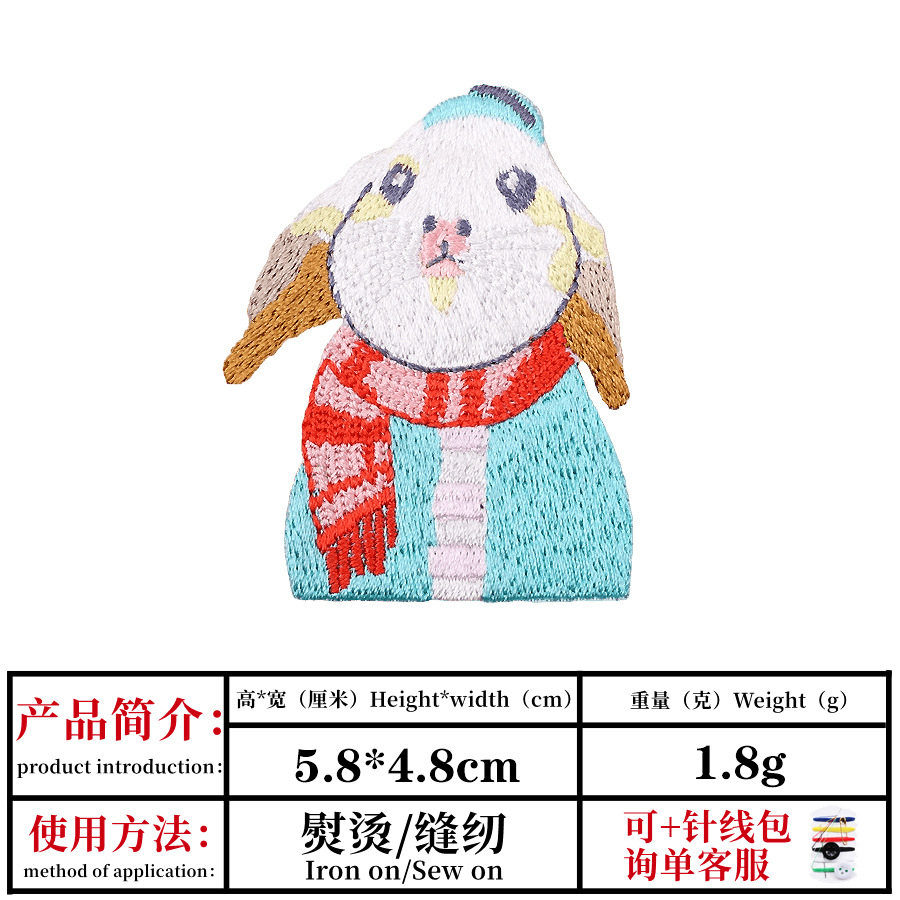 产品简介:
product introduction:
高*宽（厘米）Height*width（cm）
重量（克）Weight（g）
5.8*4.8cm
1.8g
使用方法:
method of application:
熨烫/缝纫
Iron on/Sew on
可+针线包
询单客服